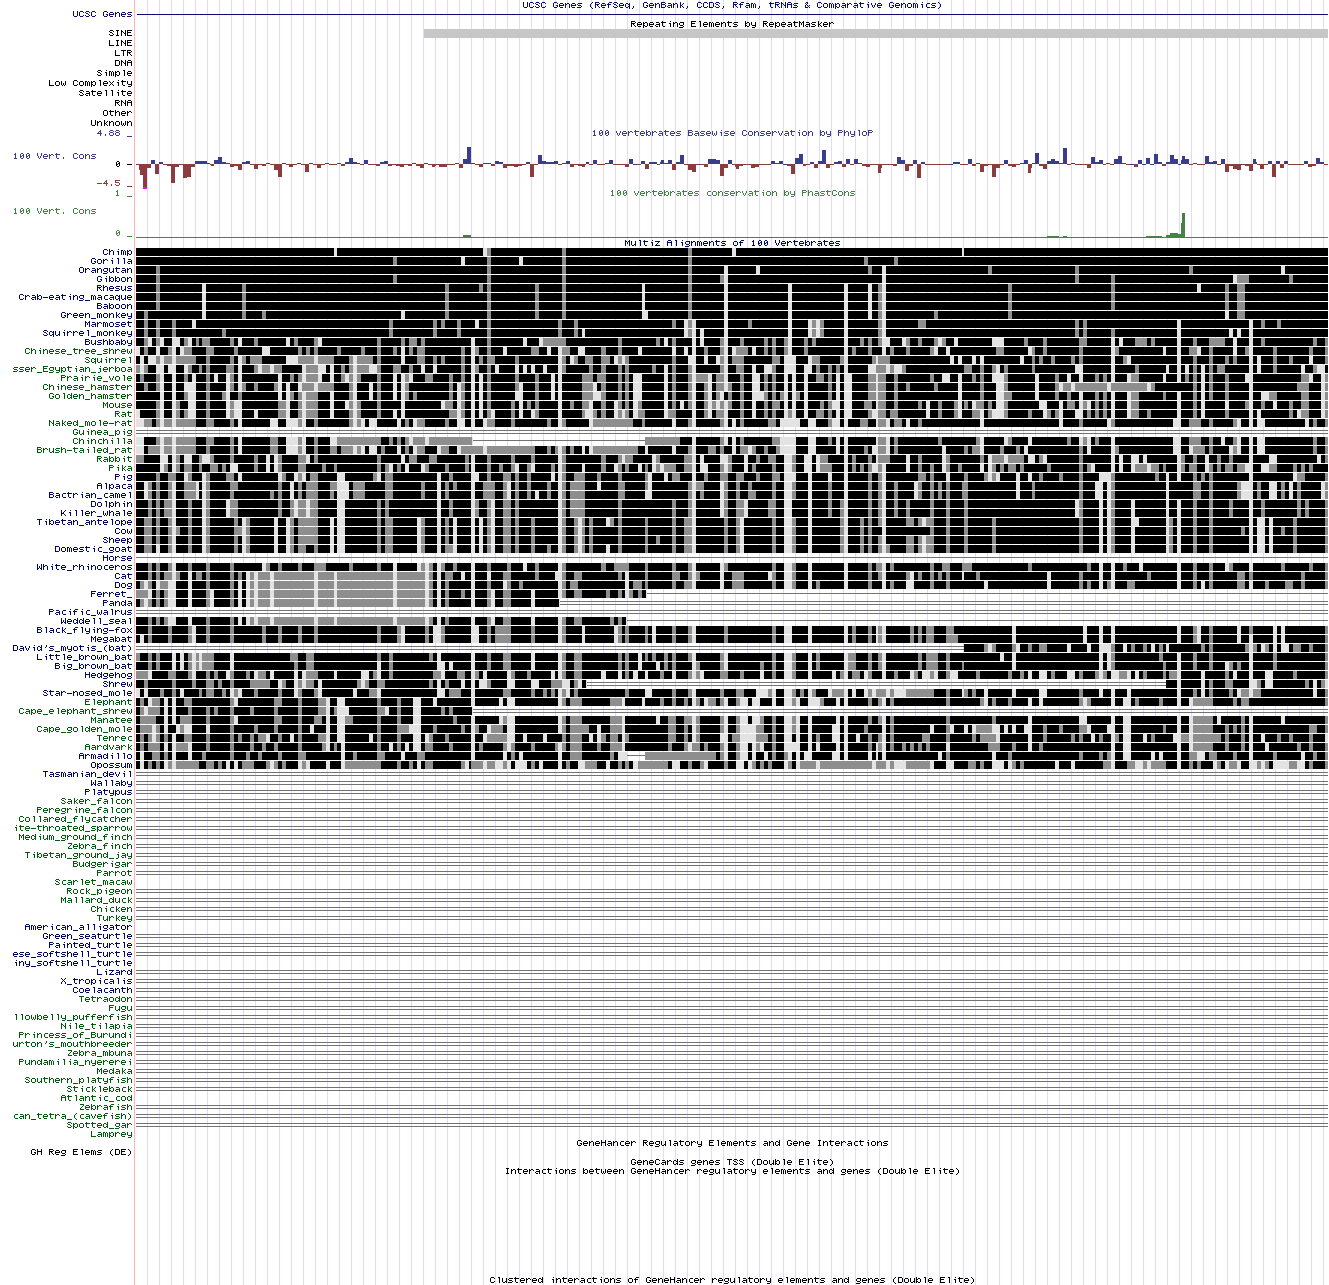 UCSC Genes (RefSeq, GenBank, CCDS, Rfam, tRNAs & Comparative Genomics)
UCSC Genes
Repeating Elements by RepeatMasker
SINE
LINE
LTR
DNA
Simple
Low Complexity
Satellite
RNA
Other
Unknown
4.88 _
100 vertebrates Basewise Conservation by PhyloP
100 Vert. Cons
0 _
-4.5 _
100 vertebrates conservation by PhastCons
1 _
100 Vert. Cons
0 _
Multiz Alignments of 100 Vertebrates
Chimp
Gorilla
Orangutan
Gibbon
Rhesus
Crab-eating_macaque
Baboon
Green_monkey
Marmoset
Squirrel_monkey
Bushbaby
Chinese_tree_shrew
Squirrel
sser_Egyptian_jerboa
Prairie_vole
Chinese_hamster
Golden_hamster
Mouse
Rat
Naked_mole-rat
Guinea_pig
Chinchilla
Brush-tailed_rat
Rabbit
Pika
Pig
Alpaca
Bactrian_camel
Dolphin
Killer_whale
Tibetan_antelope
Cow
Sheep
Domestic_goat
Horse
White_rhinoceros
Cat
Dog
Ferret_
Panda
Pacific_walrus
Weddell_seal
Black_flying-fox
Megabat
David's_myotis_(bat)
Little_brown_bat
Big_brown_bat
Hedgehog
Shrew
Star-nosed_mole
Elephant
Cape_elephant_shrew
Manatee
Cape_golden_mole
Tenrec
Aardvark
Armadillo
Opossum
Tasmanian_devil
Wallaby
Platypus
Saker_falcon
Peregrine_falcon
Collared_flycatcher
ite-throated_sparrow
Medium_ground_finch
Zebra_finch
Tibetan_ground_jay
Budgerigar
Parrot
Scarlet_macaw
Rock_pigeon
Mallard_duck
Chicken
Turkey
American_alligator
Green_seaturtle
Painted_turtle
ese_softshell_turtle
iny_softshell_turtle
Lizard
X_tropicalis
Coelacanth
Tetraodon
Fugu
llowbelly_pufferfish
Nile_tilapia
Princess_of_Burundi
urton's_mouthbreeder
Zebra_mbuna
Pundamilia_nyererei
Medaka
Southern_platyfish
Stickleback
Atlantic_cod
Zebrafish
can_tetra_(cavefish)
Spotted_gar
Lamprey
GeneHancer Regulatory Elements and Gene Interactions
GH Reg Elems (DE)
GeneCards genes TSS (Double Elite)
Interactions between GeneHancer regulatory elements and genes (Double Elite)
Clustered interactions of GeneHancer regulatory elements and genes (Double Elite)